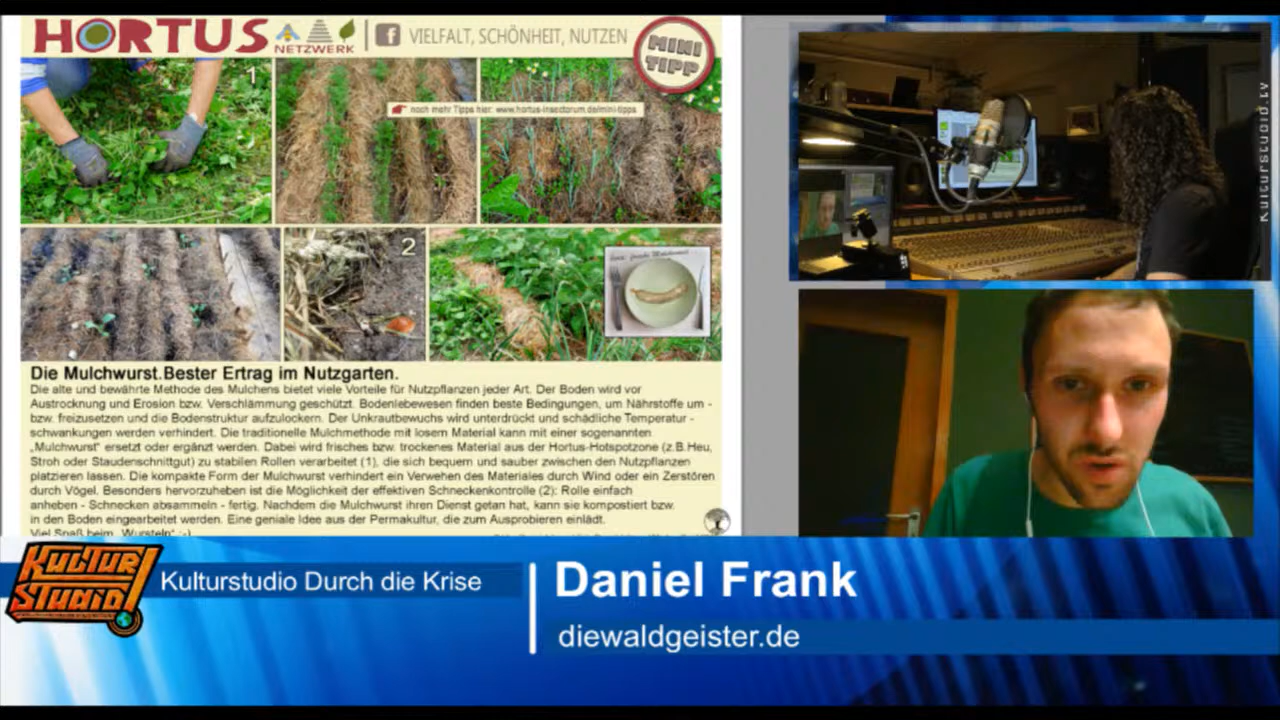 HORTUS
NETZWERK
VIELFALT, SCHÖNHEIT, NUTZEN
MINI
TIPP
1
noch mehr Tipps hier: www.hortus-insectorum.de/mini-tipps
2
Die Mulchwurst.Bester Ertrag im Nutzgarten.
Die alte und bewährte Methode des Mulchens bietet viele Vorteile für Nutzpflanzen jeder Art. Der Boden wird vor
Austrocknung und Erosion bzw. Verschlämmung geschützt. Bodenlebewesen finden beste Bedingungen, um Nährstoffe um -
bzw. freizusetzen und die Bodenstruktur aufzulockern. Der Unkrautbewuchs wird unterdrückt und schädliche Temperatur -
schwankungen werden verhindert. Die traditionelle Mulchmethode mit losem Material kann mit einer sogenannten
„Mulchwurst" ersetzt oder ergänzt werden. Dabei wird frisches bzw. trockenes Material aus der Hortus-Hotspotzone (z.B.Heu,
Stroh oder Staudenschnittgut) zu stabilen Rollen verarbeitet (1), die sich bequem und sauber zwischen den Nutzpflanzen
platzieren lassen. Die kompakte Form der Mulchwurst verhindert ein Verwehen des Materiales durch Wind oder ein Zerstören
durch Vögel. Besonders hervorzuheben ist die Möglichkeit der effektiven Schneckenkontrolle (2): Rolle einfach
anheben - Schnecken absammeln - fertig. Nachdem die Mulchwurst ihren Dienst getan hat, kann sie kompostiert bzw.
in den Boden eingearbeitet werden. Eine geniale Idee aus der Permakultur, die zum Ausprobieren einlädt.
Viel Spaß beim „Wursteln" :-)
Kulturstudio.tv
KULTUR
STUDIO!
Kulturstudio Durch die Krise
Daniel Frank
diewaldgeister.de